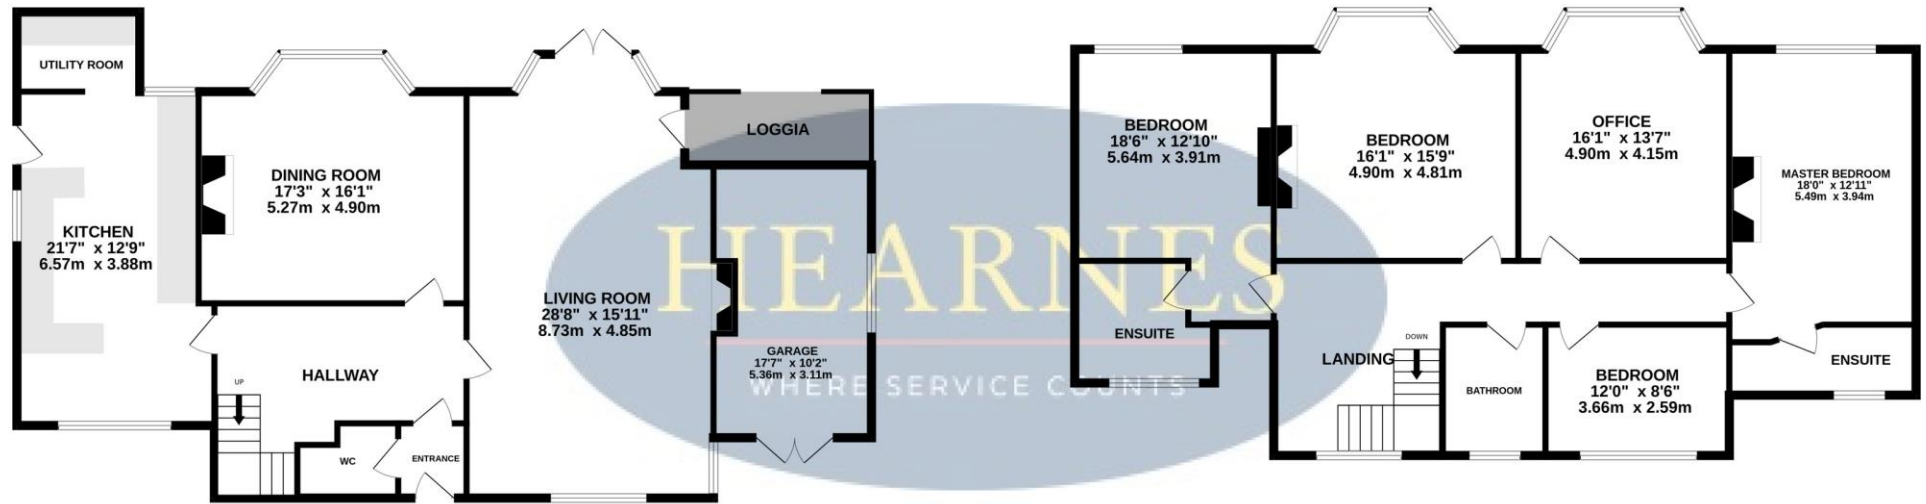 UTILITY ROOM
KITCHEN
21'7" x 12'9"
6.57m x 3.88m
DINING ROOM
17'3" x 16'1"
5.27m x 4.90m
HALLWAY
UP
WC
ENTRANCE
LIVING ROOM
28'8" x 15'11"
8.73m x 4.85m
LOGGIA
GARAGE
17'7" x 10'2"
5.36m x 3.11m
HEARNES
WHERE SERVICE COUNTS
BEDROOM
18'6" x 12'10"
5.64m x 3.91m
ENSUITE
BEDROOM
16'1" x 15'9"
4.90m x 4.81m
OFFICE
16'1" x 13'7"
4.90m x 4.15m
MASTER BEDROOM
18'0" x 12'11"
5.49m x 3.94m
LANDING
DOWN
BATHROOM
BEDROOM
12'0" x 8'6"
3.66m x 2.59m
ENSUITE